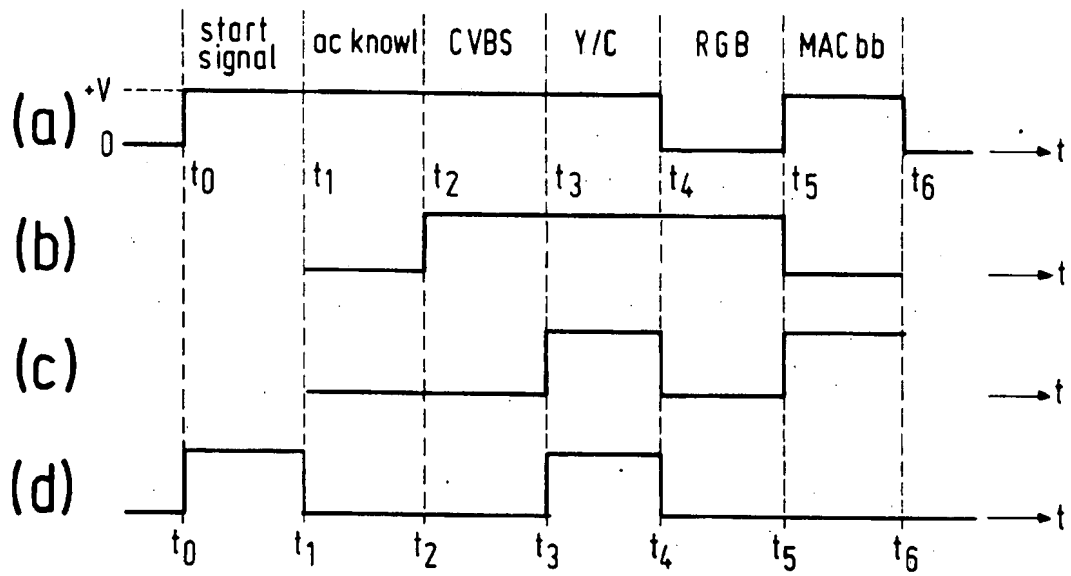 start signal ac knowl CVBS Y/C RGB MAC bb
+V
(a) 0 t
t0 t1 t2 t3 t4 t5 t6
(b) t
(c) t
(d) t
t0 t1 t2 t3 t4 t5 t6